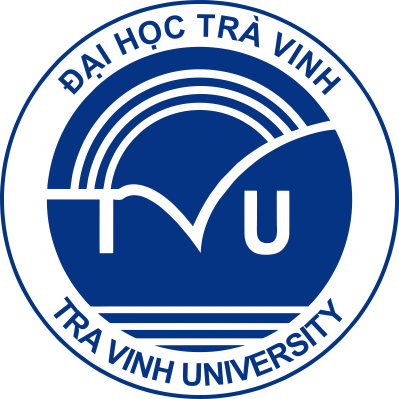 ĐẠI HỌC TRÀ VINH
TVU
TRA VINH UNIVERSITY